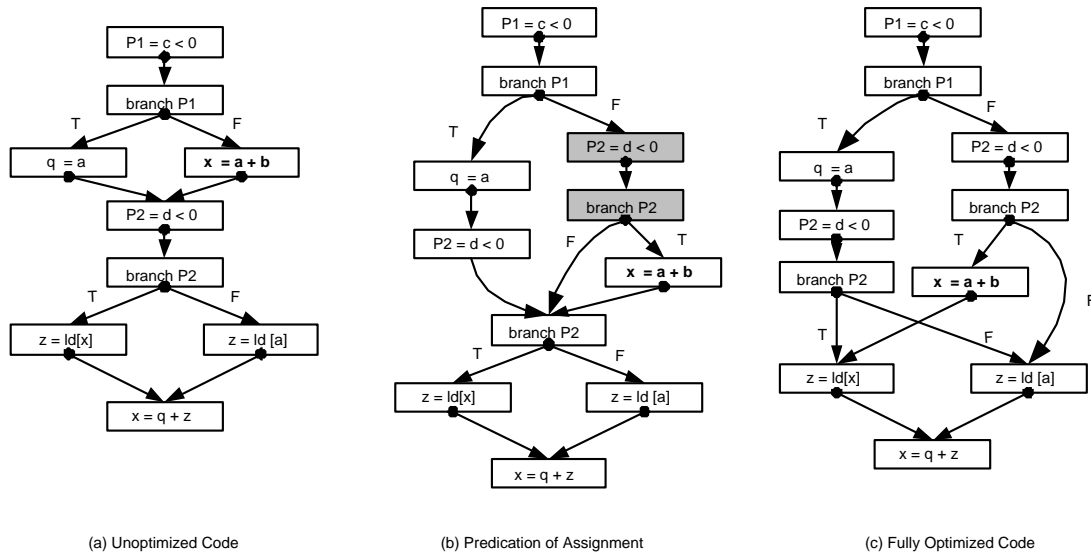 P1 = c < 0
branch P1
T
F
q = a
x = a + b
P2 = d < 0
branch P2
T
F
z = ld[x]
z = ld [a]
x = q + z
(a) Unoptimized Code
P1 = c < 0
branch P1
T
F
P2 = d < 0
q = a
branch P2
P2 = d < 0
F
T
x = a + b
branch P2
T
F
z = ld[x]
z = ld [a]
x = q + z
(b) Predication of Assignment
P1 = c < 0
branch P1
T
F
P2 = d < 0
q = a
branch P2
P2 = d < 0
T
branch P2
x = a + b
F
T
F
z = ld[x]
z = ld [a]
x = q + z
(c) Fully Optimized Code